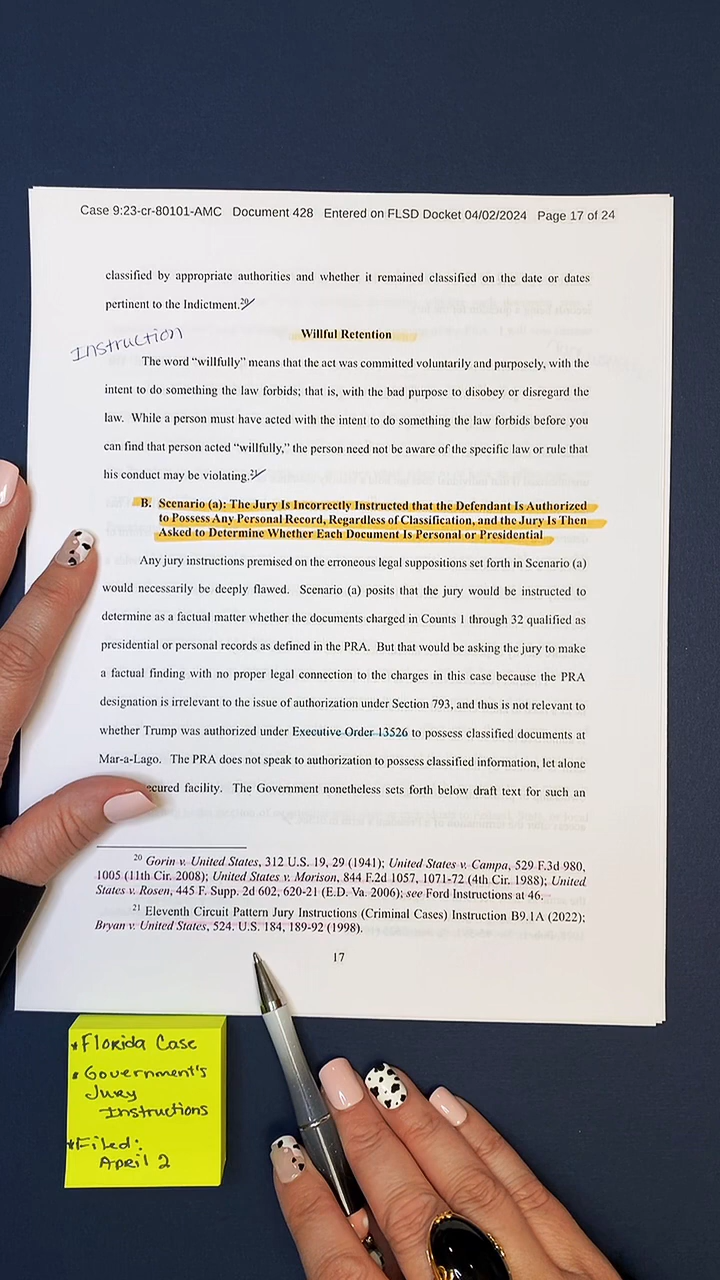 Case 9:23-cr-80101-AMC Document 428 Entered on FLSD Docket 04/02/2024 Page 17 of 24
classified by appropriate authorities and whether it remained classified on the date or dates
pertinent to the Indictment.20
Instruction
Willful Retention
The word “willfully” means that the act was committed voluntarily and purposely, with the
intent to do something the law forbids; that is, with the bad purpose to disobey or disregard the
law. While a person must have acted with the intent to do something the law forbids before you
can find that person acted “willfully,” the person need not be aware of the specific law or rule that
his conduct may be violating.21
B. Scenario (a): The Jury Is Incorrectly Instructed that the Defendant Is Authorized
to Possess Any Personal Record, Regardless of Classification, and the Jury Is Then
Asked to Determine Whether Each Document Is Personal or Presidential
Any jury instructions premised on the erroneous legal suppositions set forth in Scenario (a)
would necessarily be deeply flawed. Scenario (a) posits that the jury would be instructed to
determine as a factual matter whether the documents charged in Counts 1 through 32 qualified as
presidential or personal records as defined in the PRA. But that would be asking the jury to make
a factual finding with no proper legal connection to the charges in this case because the PRA
designation is irrelevant to the issue of authorization under Section 793, and thus is not relevant to
whether Trump was authorized under Executive Order 13526 to possess classified documents at
Mar-a-Lago. The PRA does not speak to authorization to possess classified information, let alone
facility. The Government nonetheless sets forth below draft text for such an
20 Gorin v. United States, 312 U.S. 19, 29 (1941); United States v. Campa, 529 F.3d 980,
1005 (11th Cir. 2008); United States v. Morison, 844 F.2d 1057, 1071-72 (4th Cir. 1988); United
States v. Rosen, 445 F. Supp. 2d 602, 620-21 (E.D. Va. 2006); see Ford Instructions at 46.
21 Eleventh Circuit Pattern Jury Instructions (Criminal Cases) Instruction B9.1A (2022);
Bryan v. United States, 524. U.S. 184, 189-92 (1998).
17
*Florida Case
• Government's
Jury
Instructions
*Filed:
April 2